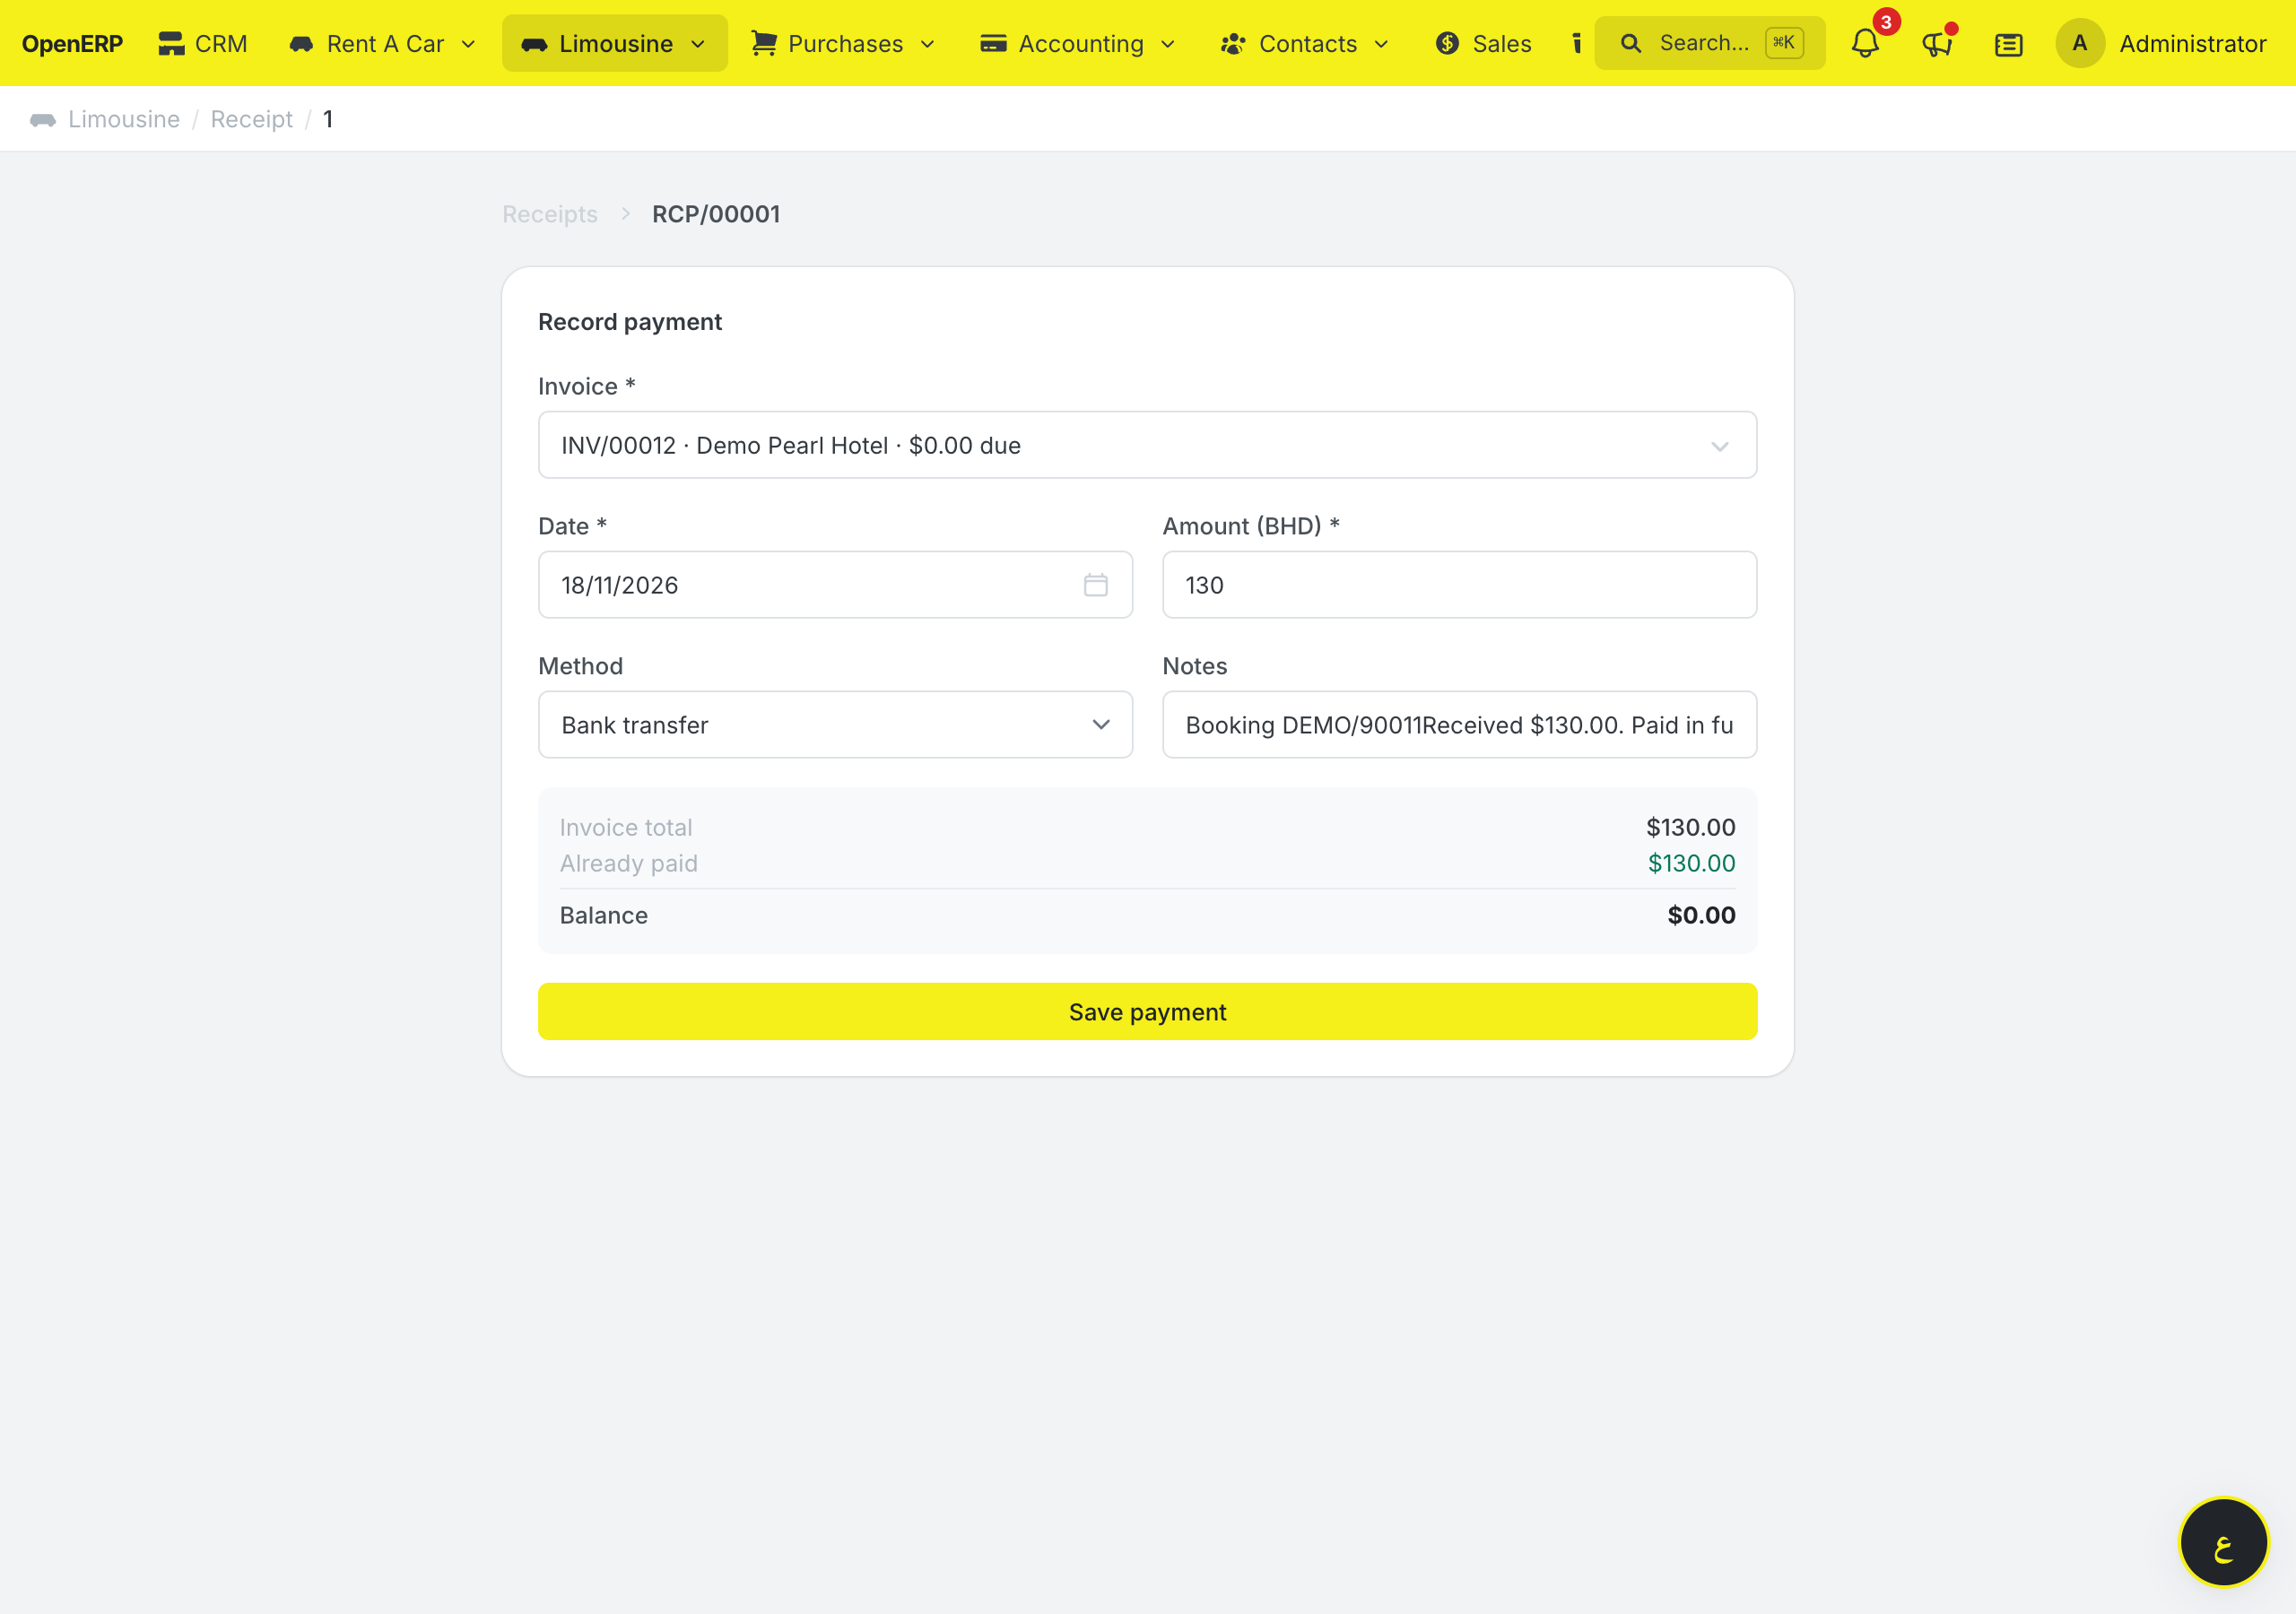 OpenERP CRM Rent A Car Limousine Purchases Accounting Contacts Sales Search... ⌘K 3 A Administrator
Limousine / Receipt / 1
Receipts > RCP/00001
Record payment
Invoice *
INV/00012 · Demo Pearl Hotel · $0.00 due
Date * Amount (BHD) *
18/11/2026 130
Method Notes
Bank transfer Booking DEMO/90011Received $130.00. Paid in fu
Invoice total $130.00
Already paid $130.00
Balance $0.00
Save payment
ع